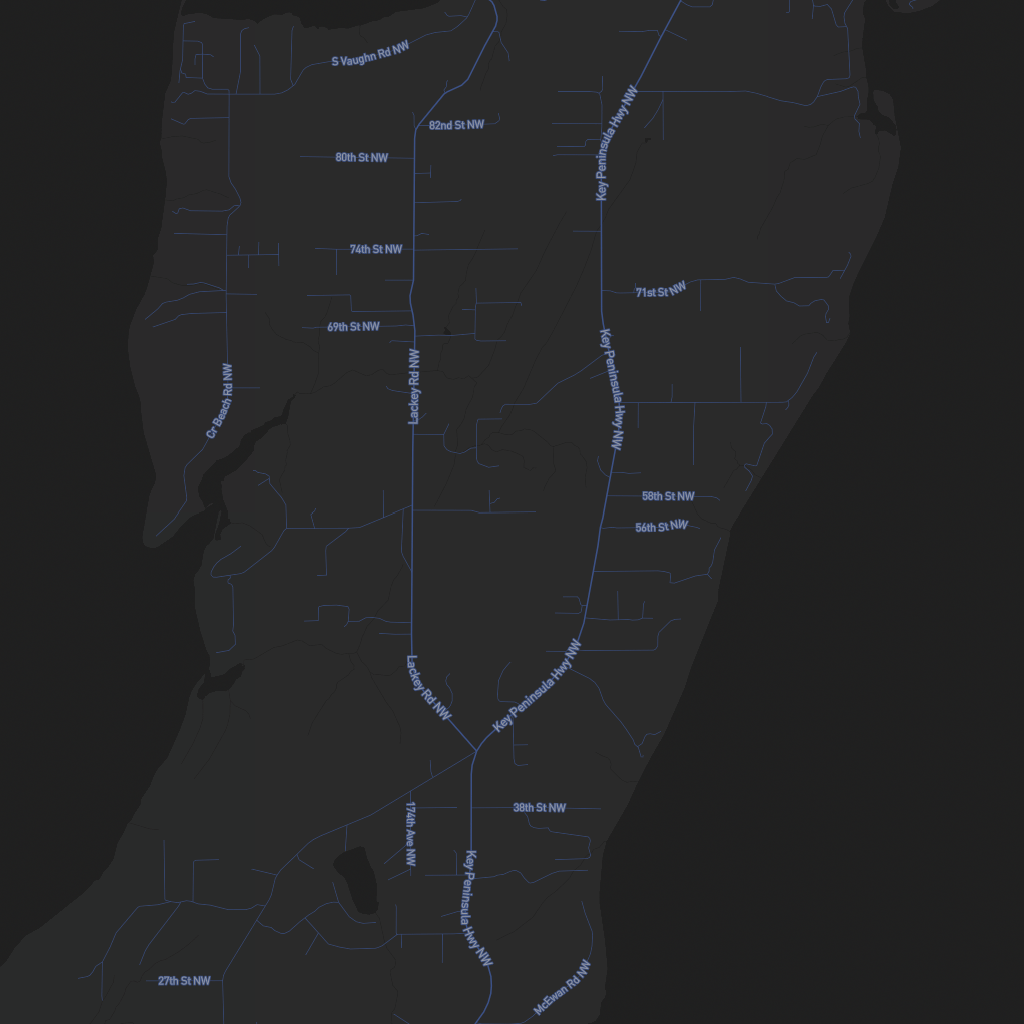 S Vaughn Rd NW
82nd St NW
Key Peninsula Hwy NW
80th St NW
74th St NW
71st St NW
69th St NW
Lackey Rd NW
Key Peninsula Hwy NW
Cr Beach Rd NW
58th St NW
56th St NW
Lackey Rd NW
Key Peninsula Hwy NW
174th Ave NW
38th St NW
Key Peninsula Hwy NW
27th St NW
McEwan Rd NW